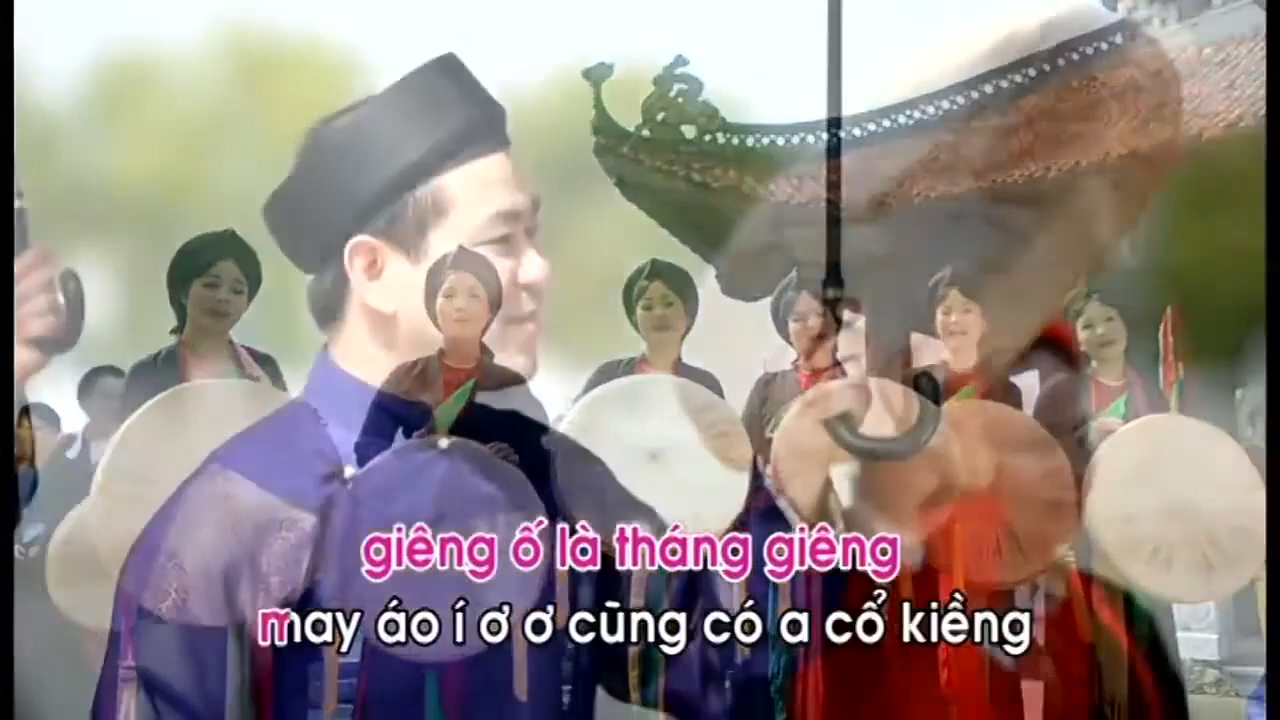 giêng ố là tháng giêng
may áo í ơ ơ cũng có a cổ kiềng